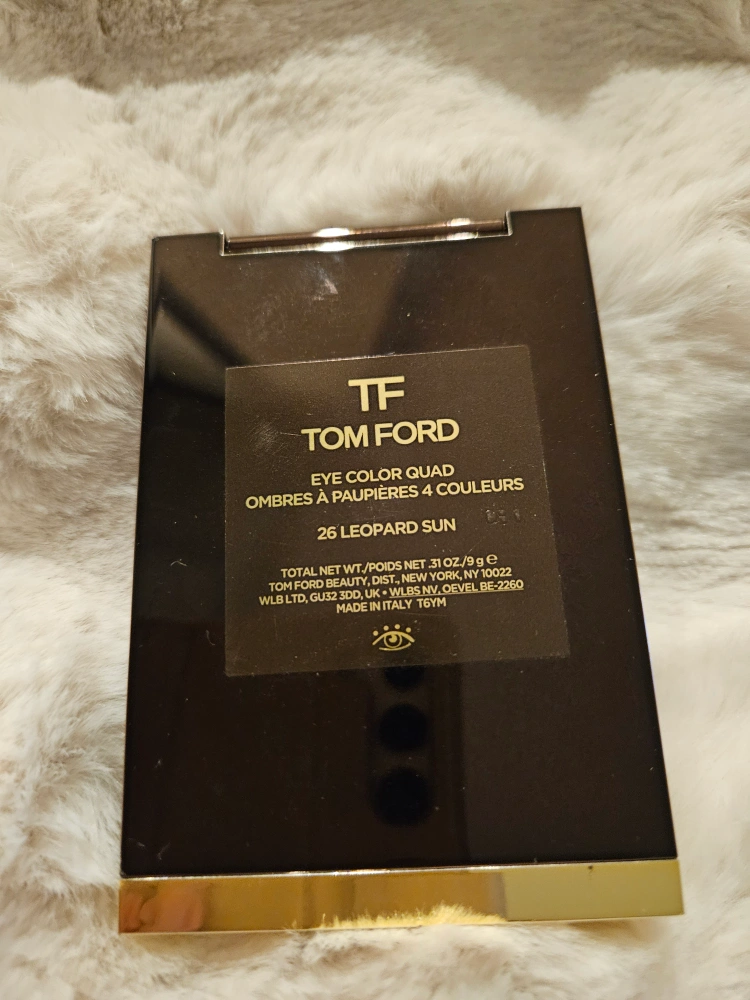 TF
TOM FORD
EYE COLOR QUAD
OMBRES À PAUPIÈRES 4 COULEURS
26 LEOPARD SUN
TOTAL NET WT./POIDS NET .31 OZ./9 g ℮
TOM FORD BEAUTY, DIST., NEW YORK, NY 10022
WLB LTD, GU32 3DD, UK • WLBS NV, OEVEL BE-2260
MADE IN ITALY T6YM